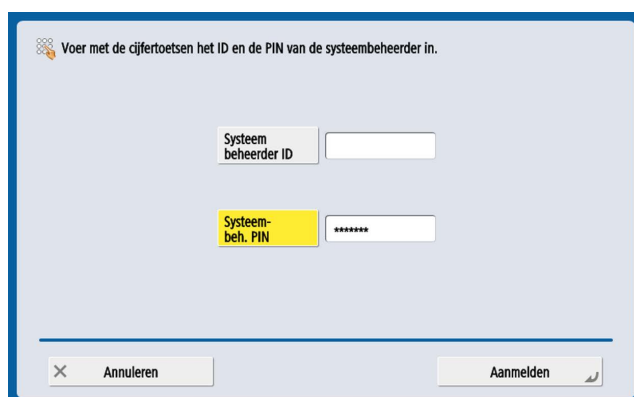 Voer met de cijfertoetsen het ID en de PIN van de systeembeheerder in.
Systeem
beheerder ID
Systeem-
beh. PIN
*******
Annuleren
Aanmelden